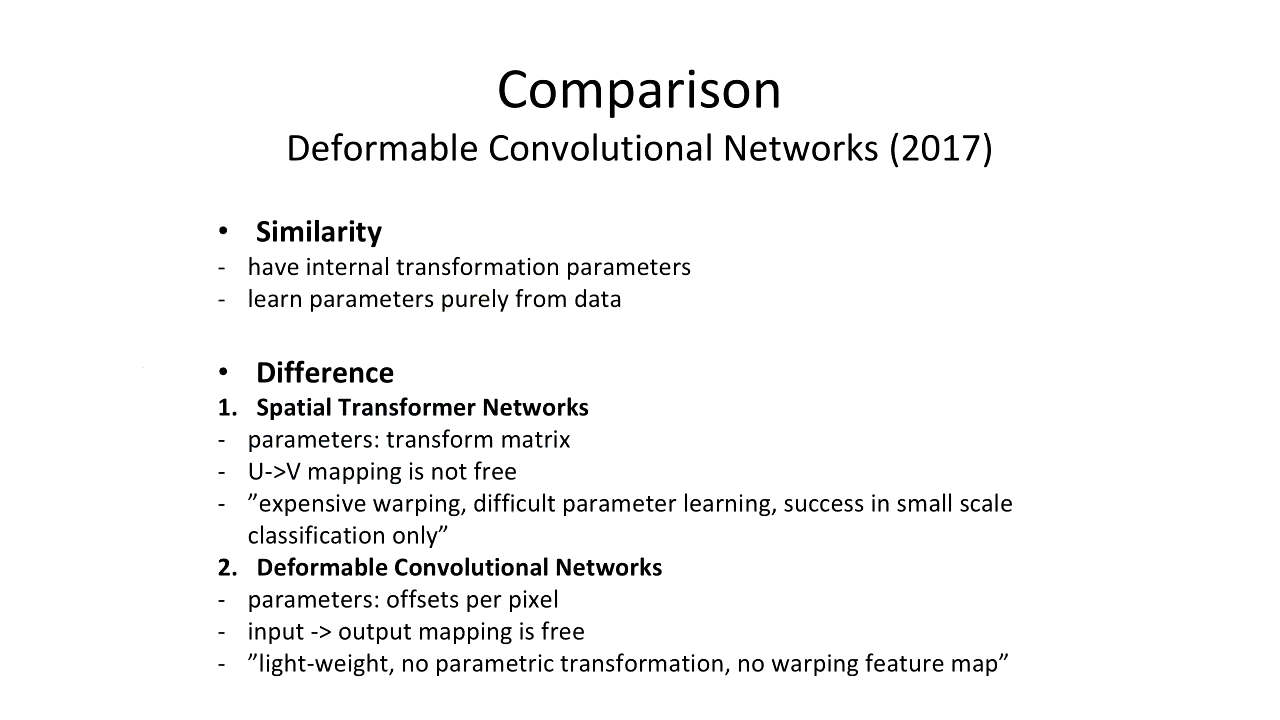 Comparison
Deformable Convolutional Networks (2017)
• Similarity
- have internal transformation parameters
- learn parameters purely from data
• Difference
1. Spatial Transformer Networks
- parameters: transform matrix
- U->V mapping is not free
- ”expensive warping, difficult parameter learning, success in small scale
classification only”
2. Deformable Convolutional Networks
- parameters: offsets per pixel
- input -> output mapping is free
- ”light-weight, no parametric transformation, no warping feature map”